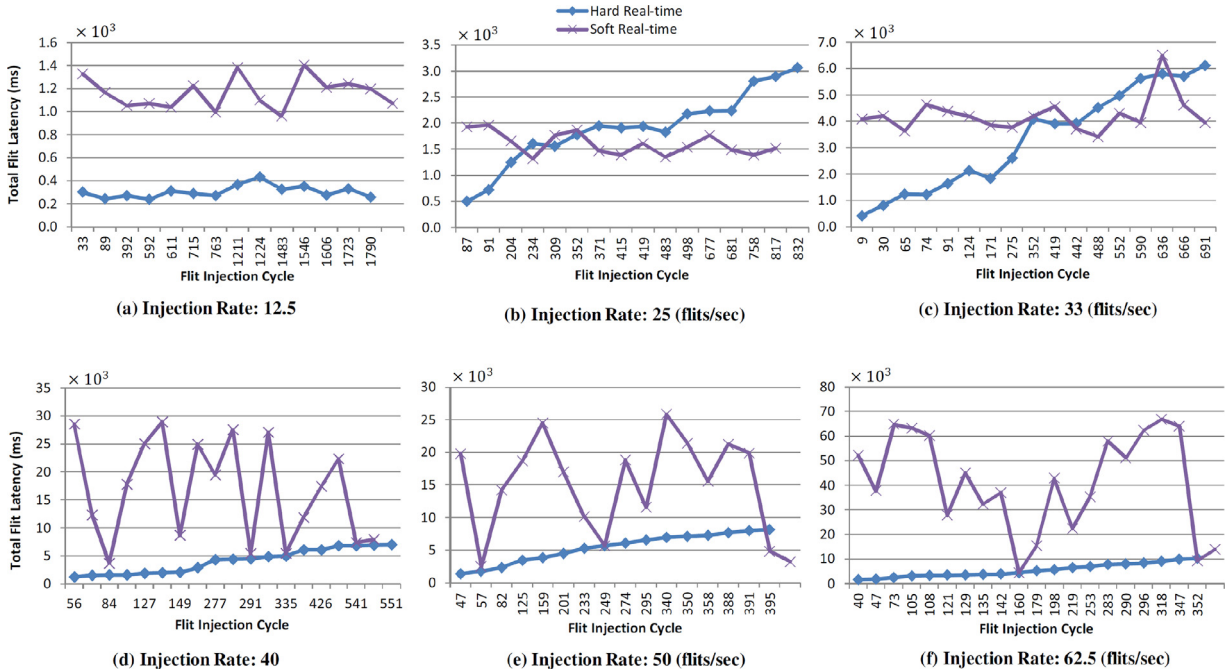 Hard Real-time
Soft Real-time
× 10³
1.6
1.4
1.2
1.0
0.8
0.6
0.4
0.2
0.0
Total Flit Latency (ms)
33 89 392 592 611 715 763 1211 1224 1483 1546 1606 1723 1790
Flit Injection Cycle
(a) Injection Rate: 12.5
× 10³
3.5
3.0
2.5
2.0
1.5
1.0
0.5
0.0
87 91 204 234 309 352 371 415 419 483 498 677 681 758 817 832
Flit Injection Cycle
(b) Injection Rate: 25 (flits/sec)
× 10³
7.0
6.0
5.0
4.0
3.0
2.0
1.0
0.0
9 30 65 74 91 124 171 275 352 419 442 488 552 590 636 666 691
Flit Injection Cycle
(c) Injection Rate: 33 (flits/sec)
× 10³
35
30
25
20
15
10
5
0
Total Flit Latency (ms)
56 84 127 149 277 291 335 426 541 551
Flit Injection Cycle
(d) Injection Rate: 40
× 10³
30
25
20
15
10
5
0
47 57 82 125 159 201 233 249 274 295 340 350 358 388 391 395
Flit Injection Cycle
(e) Injection Rate: 50 (flits/sec)
× 10³
80
70
60
50
40
30
20
10
0
40 47 73 105 108 121 129 135 142 160 179 198 219 253 283 290 296 318 347 352
Flit Injection Cycle
(f) Injection Rate: 62.5 (flits/sec)